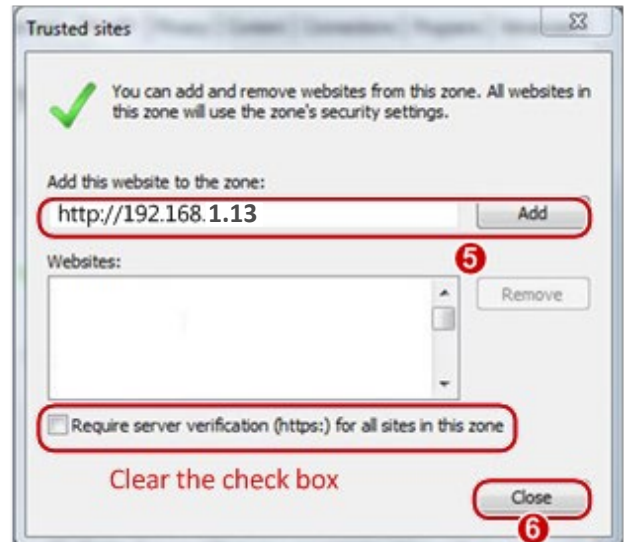 Trusted sites
You can add and remove websites from this zone. All websites in
this zone will use the zone's security settings.
Add this website to the zone:
http://192.168.1.13
Add
5
Websites:
Remove
Require server verification (https:) for all sites in this zone
Clear the check box
Close
6